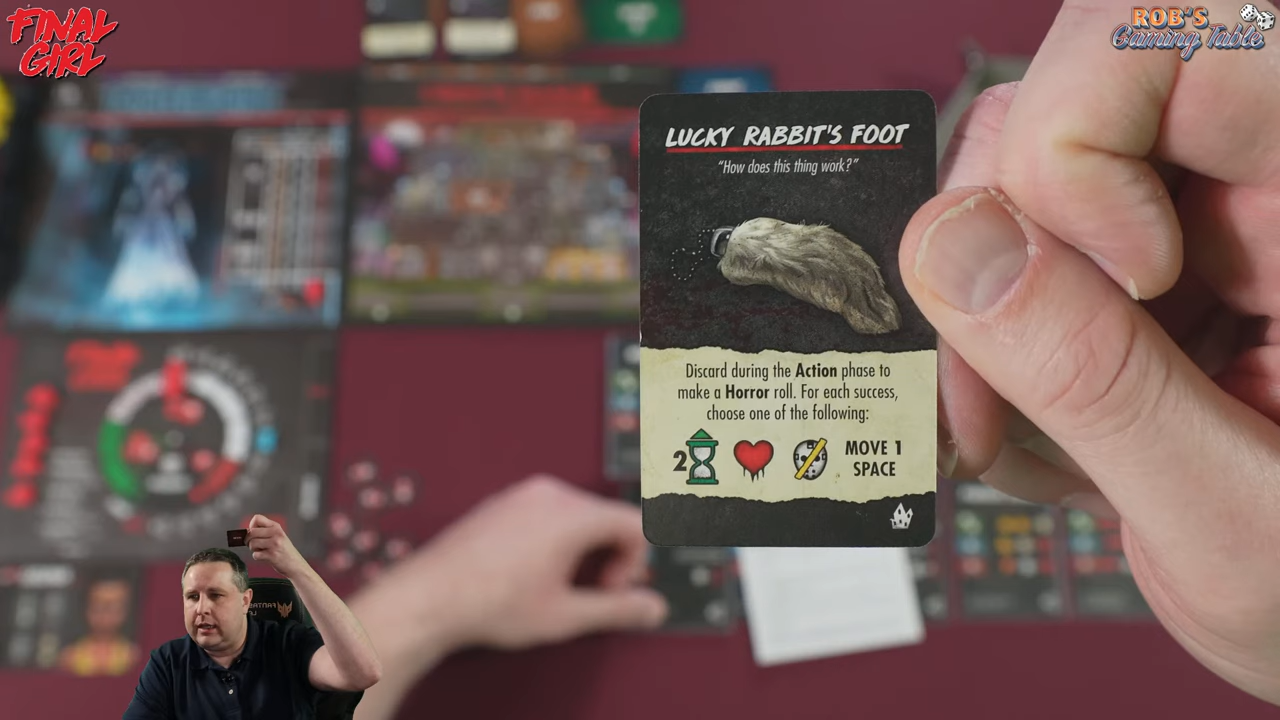 FINAL
GIRL
ROB'S
Gaming Table
LUCKY RABBIT'S FOOT
"How does this thing work?"
Discard during the Action phase to
make a Horror roll. For each success,
choose one of the following:
2
MOVE 1
SPACE